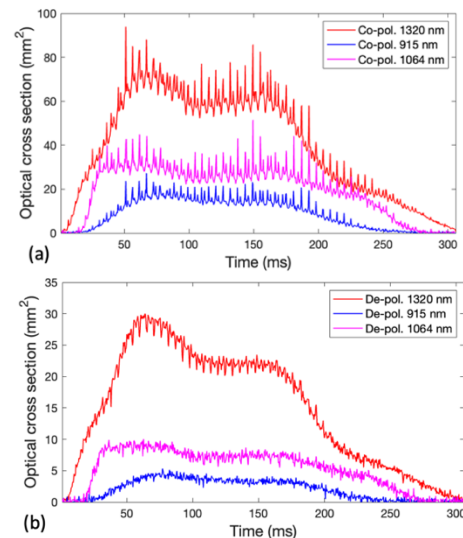 100
80
60
40
20
0
Optical cross section (mm²)
Co-pol. 1320 nm
Co-pol. 915 nm
Co-pol. 1064 nm
50 100 150 200 250 300
Time (ms)
(a)
35
30
25
20
15
10
5
0
Optical cross section (mm²)
De-pol. 1320 nm
De-pol. 915 nm
De-pol. 1064 nm
50 100 150 200 250 300
Time (ms)
(b)